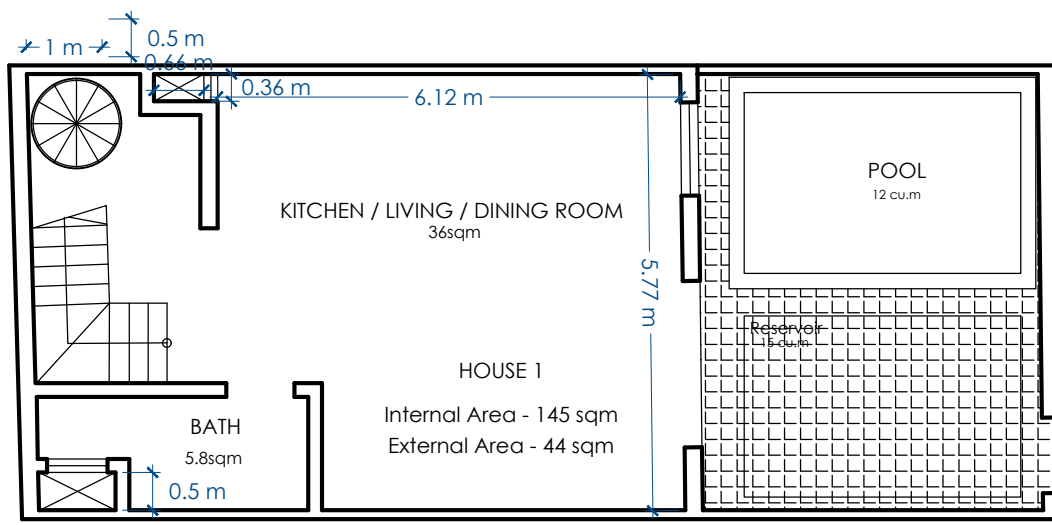 0.5 m
1 m
0.66 m
0.36 m
6.12 m
POOL
12 cu.m
KITCHEN / LIVING / DINING ROOM
36sqm
5.77 m
Reservoir
15 cu.m
HOUSE 1
Internal Area - 145 sqm
External Area - 44 sqm
BATH
5.8sqm
0.5 m